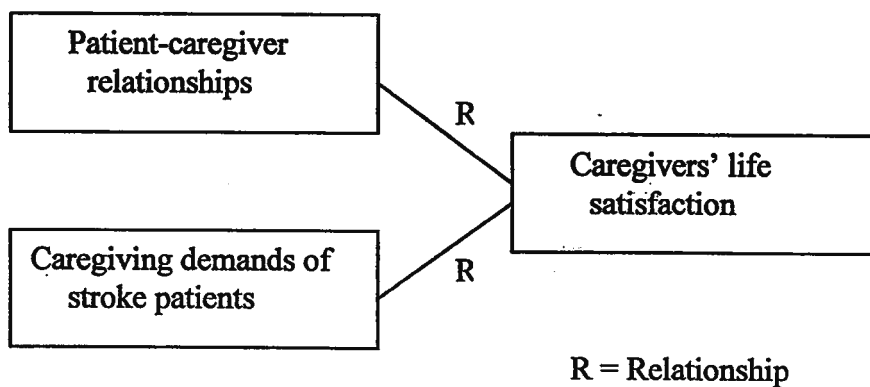 Patient-caregiver
relationships
R
Caregivers’ life
satisfaction
Caregiving demands of
stroke patients
R
R = Relationship